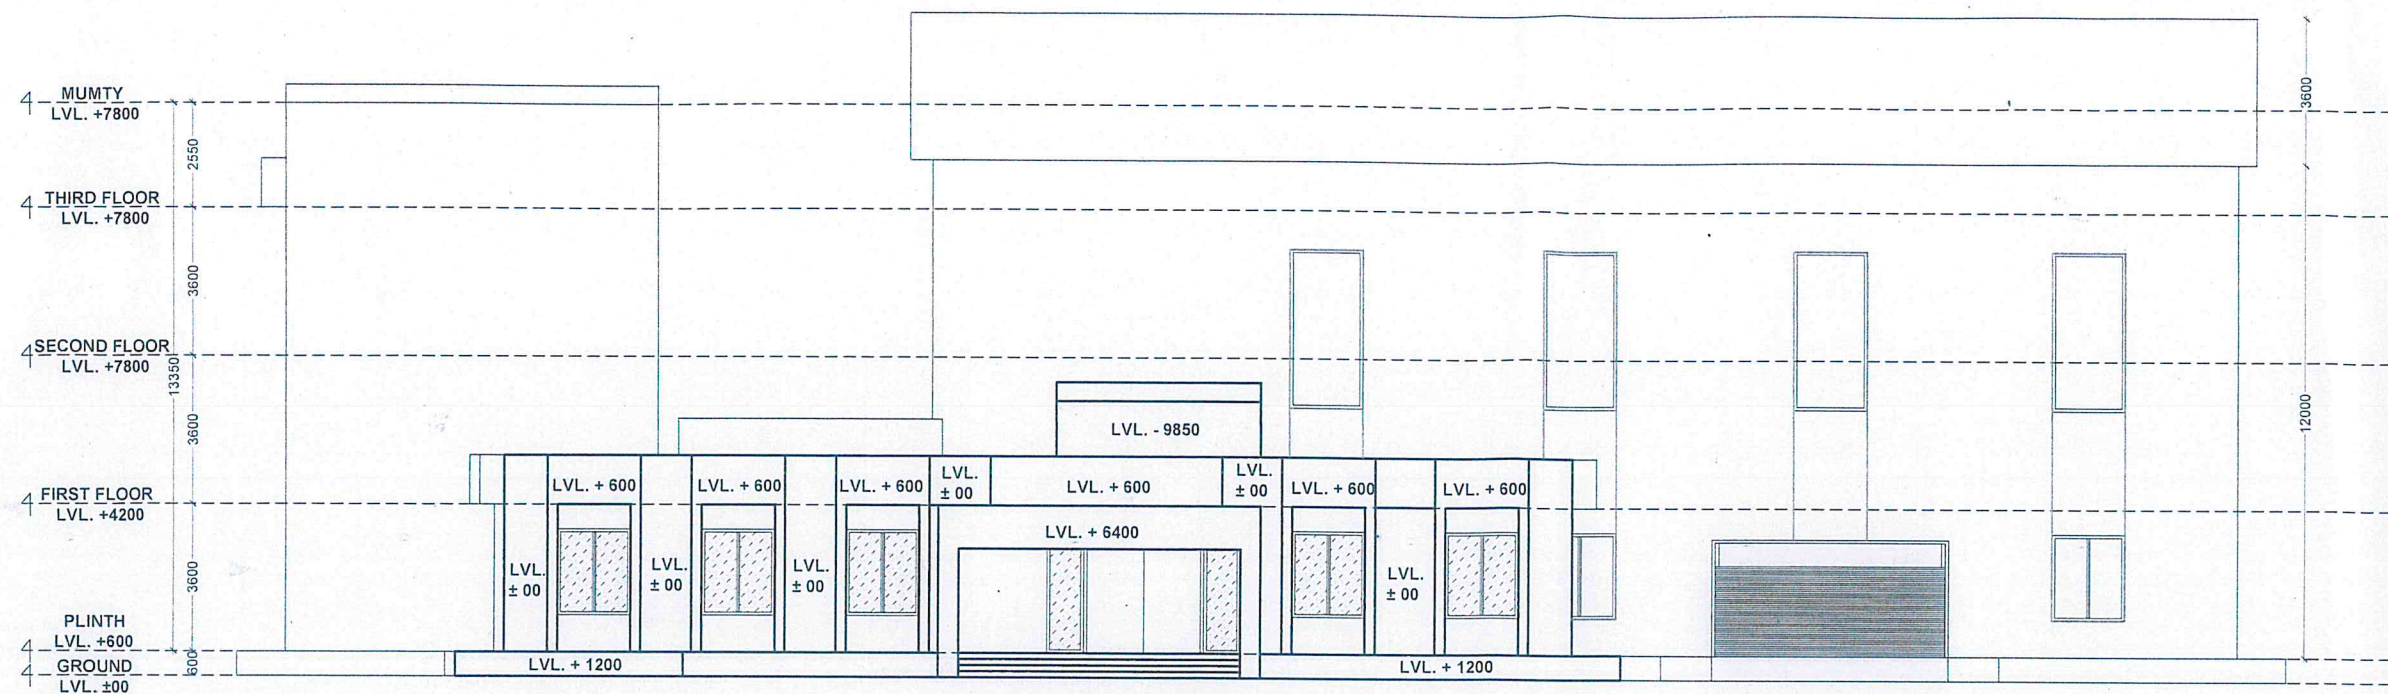 MUMTY
LVL. +7800
THIRD FLOOR
LVL. +7800
SECOND FLOOR
LVL. +7800
FIRST FLOOR
LVL. +4200
PLINTH
LVL. +600
GROUND
LVL. ±00
2550
3600
3600
3600
600
13350
3600
12000
LVL. - 9850
LVL. + 600
LVL. + 600
LVL. + 600
LVL.
± 00
LVL. + 600
LVL.
± 00
LVL. + 600
LVL. + 600
LVL. + 6400
LVL.
± 00
LVL.
± 00
LVL.
± 00
LVL.
± 00
LVL. + 1200
LVL. + 1200